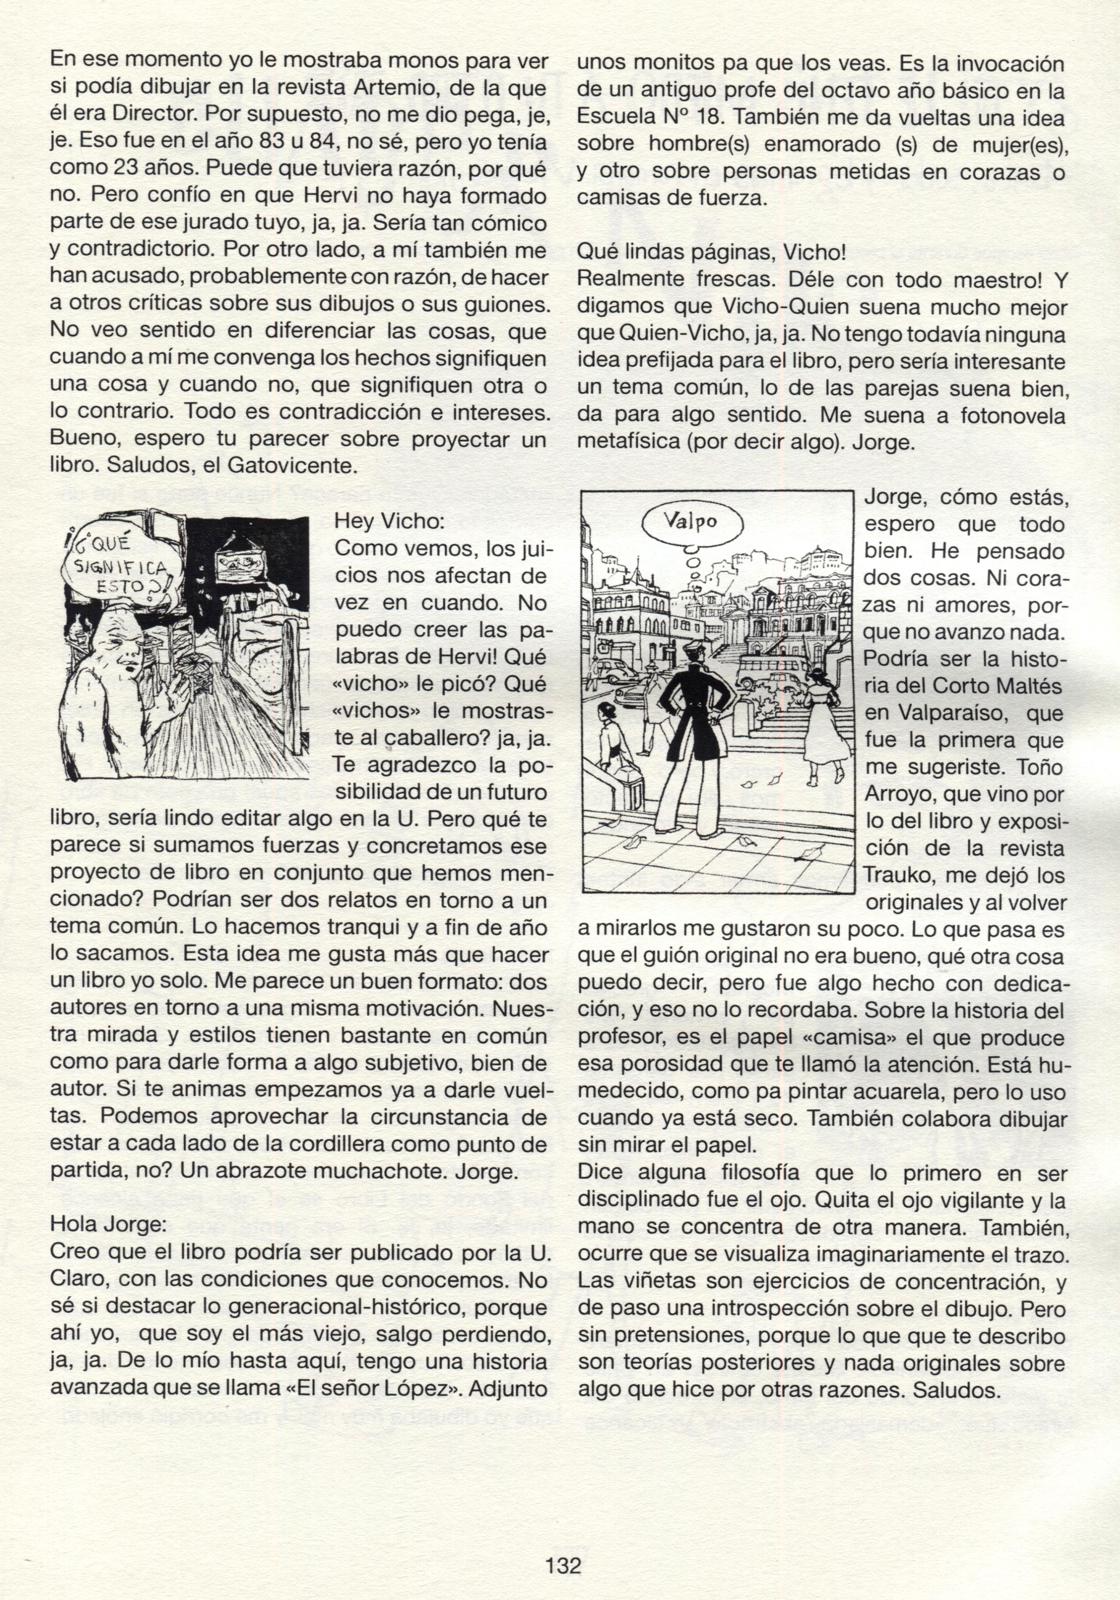 En ese momento yo le mostraba monos para ver
si podía dibujar en la revista Artemio, de la que
él era Director. Por supuesto, no me dio pega, je,
je. Eso fue en el año 83 u 84, no sé, pero yo tenía
como 23 años. Puede que tuviera razón, por qué
no. Pero confío en que Hervi no haya formado
parte de ese jurado tuyo, ja, ja. Sería tan cómico
y contradictorio. Por otro lado, a mí también me
han acusado, probablemente con razón, de hacer
a otros críticas sobre sus dibujos o sus guiones.
No veo sentido en diferenciar las cosas, que
cuando a mí me convenga los hechos signifiquen
una cosa y cuando no, que signifiquen otra o
lo contrario. Todo es contradicción e intereses.
Bueno, espero tu parecer sobre proyectar un
libro. Saludos, el Gatovicente.
¡¿QUÉ
SIGNIFICA
ESTO?!
Hey Vicho:
Como vemos, los jui-
cios nos afectan de
vez en cuando. No
puedo creer las pa-
labras de Hervi! Qué
«vicho» le picó? Qué
«vichos» le mostras-
te al caballero? ja, ja.
Te agradezco la po-
sibilidad de un futuro
libro, sería lindo editar algo en la U. Pero qué te
parece si sumamos fuerzas y concretamos ese
proyecto de libro en conjunto que hemos men-
cionado? Podrían ser dos relatos en torno a un
tema común. Lo hacemos tranqui y a fin de año
lo sacamos. Esta idea me gusta más que hacer
un libro yo solo. Me parece un buen formato: dos
autores en torno a una misma motivación. Nues-
tra mirada y estilos tienen bastante en común
como para darle forma a algo subjetivo, bien de
autor. Si te animas empezamos ya a darle vuel-
tas. Podemos aprovechar la circunstancia de
estar a cada lado de la cordillera como punto de
partida, no? Un abrazote muchachote. Jorge.
Hola Jorge:
Creo que el libro podría ser publicado por la U.
Claro, con las condiciones que conocemos. No
sé si destacar lo generacional-histórico, porque
ahí yo, que soy el más viejo, salgo perdiendo,
ja, ja. De lo mío hasta aquí, tengo una historia
avanzada que se llama «El señor López». Adjunto
unos monitos pa que los veas. Es la invocación
de un antiguo profe del octavo año básico en la
Escuela Nº 18. También me da vueltas una idea
sobre hombre(s) enamorado (s) de mujer(es),
y otro sobre personas metidas en corazas o
camisas de fuerza.
Qué lindas páginas, Vicho!
Realmente frescas. Déle con todo maestro! Y
digamos que Vicho-Quien suena mucho mejor
que Quien-Vicho, ja, ja. No tengo todavía ninguna
idea prefijada para el libro, pero sería interesante
un tema común, lo de las parejas suena bien,
da para algo sentido. Me suena a fotonovela
metafísica (por decir algo). Jorge.
Valpo
Jorge, cómo estás,
espero que todo
bien. He pensado
dos cosas. Ni cora-
zas ni amores, por-
que no avanzo nada.
Podría ser la histo-
ria del Corto Maltés
en Valparaíso, que
fue la primera que
me sugeriste. Toño
Arroyo, que vino por
lo del libro y exposi-
ción de la revista
Trauko, me dejó los
originales y al volver
a mirarlos me gustaron su poco. Lo que pasa es
que el guión original no era bueno, qué otra cosa
puedo decir, pero fue algo hecho con dedica-
ción, y eso no lo recordaba. Sobre la historia del
profesor, es el papel «camisa» el que produce
esa porosidad que te llamó la atención. Está hu-
medecido, como pa pintar acuarela, pero lo uso
cuando ya está seco. También colabora dibujar
sin mirar el papel.
Dice alguna filosofía que lo primero en ser
disciplinado fue el ojo. Quita el ojo vigilante y la
mano se concentra de otra manera. También,
ocurre que se visualiza imaginariamente el trazo.
Las viñetas son ejercicios de concentración, y
de paso una introspección sobre el dibujo. Pero
sin pretensiones, porque lo que que te describo
son teorías posteriores y nada originales sobre
algo que hice por otras razones. Saludos.
132